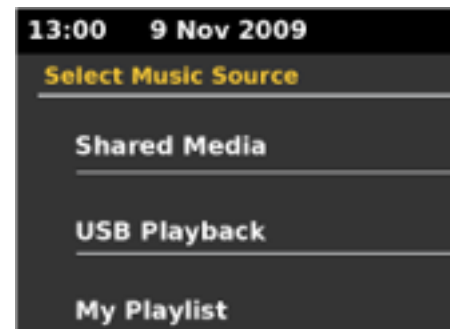 13:00 9 Nov 2009
Select Music Source
Shared Media
USB Playback
My Playlist